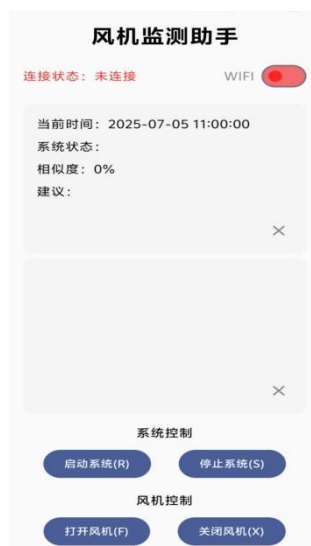 风机监测助手
连接状态：未连接 WIFI
当前时间：2025-07-05 11:00:00
系统状态：
相似度：0%
建议：
系统控制
启动系统(R) 停止系统(S)
风机控制
打开风机(F) 关闭风机(X)